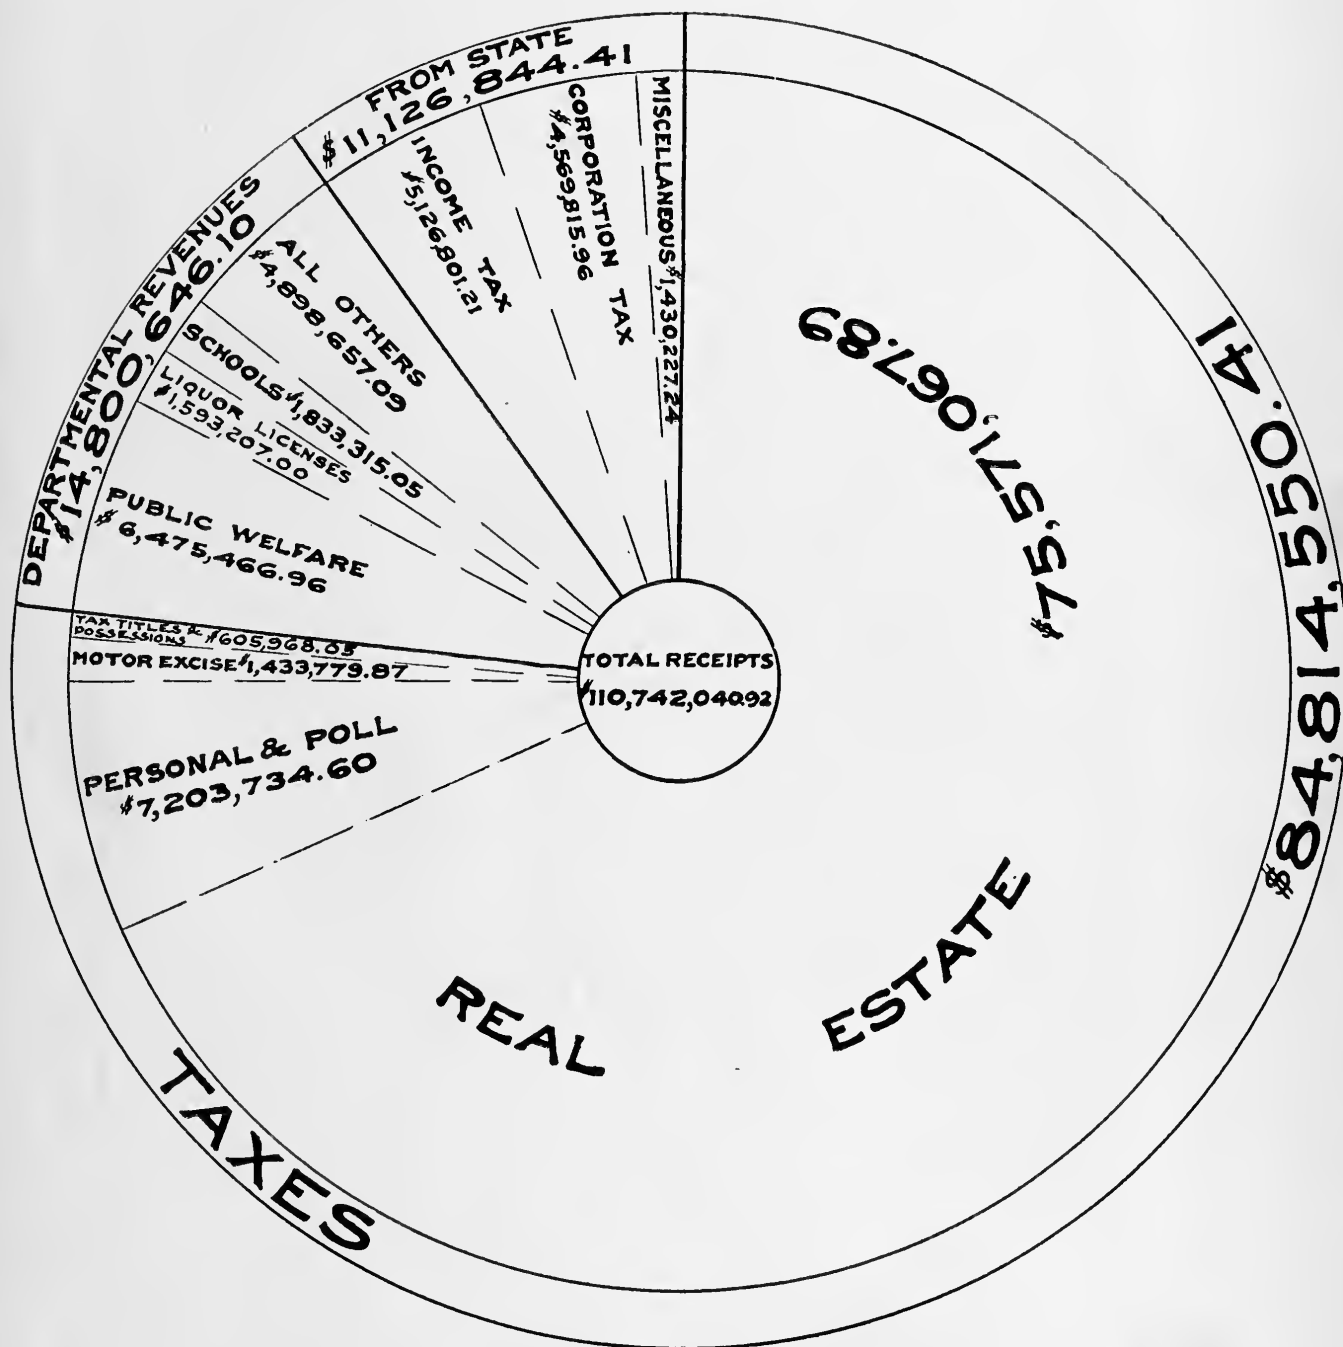 FROM STATE
$11,126,844.41
INCOME TAX
$5,126,801.21
CORPORATION TAX
$4,569,815.96
MISCELLANEOUS $1,430,227.24
DEPARTMENTAL REVENUES
$14,800,646.10
ALL OTHERS
$4,898,657.09
SCHOOLS $1,833,315.05
LIQUOR LICENSES
$1,593,207.00
PUBLIC WELFARE
$6,475,466.96
TAX TITLES &
POSSESSIONS $605,968.05
MOTOR EXCISE $1,433,779.87
PERSONAL & POLL
$7,203,734.60
TOTAL RECEIPTS
$110,742,040.92
REAL ESTATE
$75,571,067.89
TAXES
$84,814,550.41